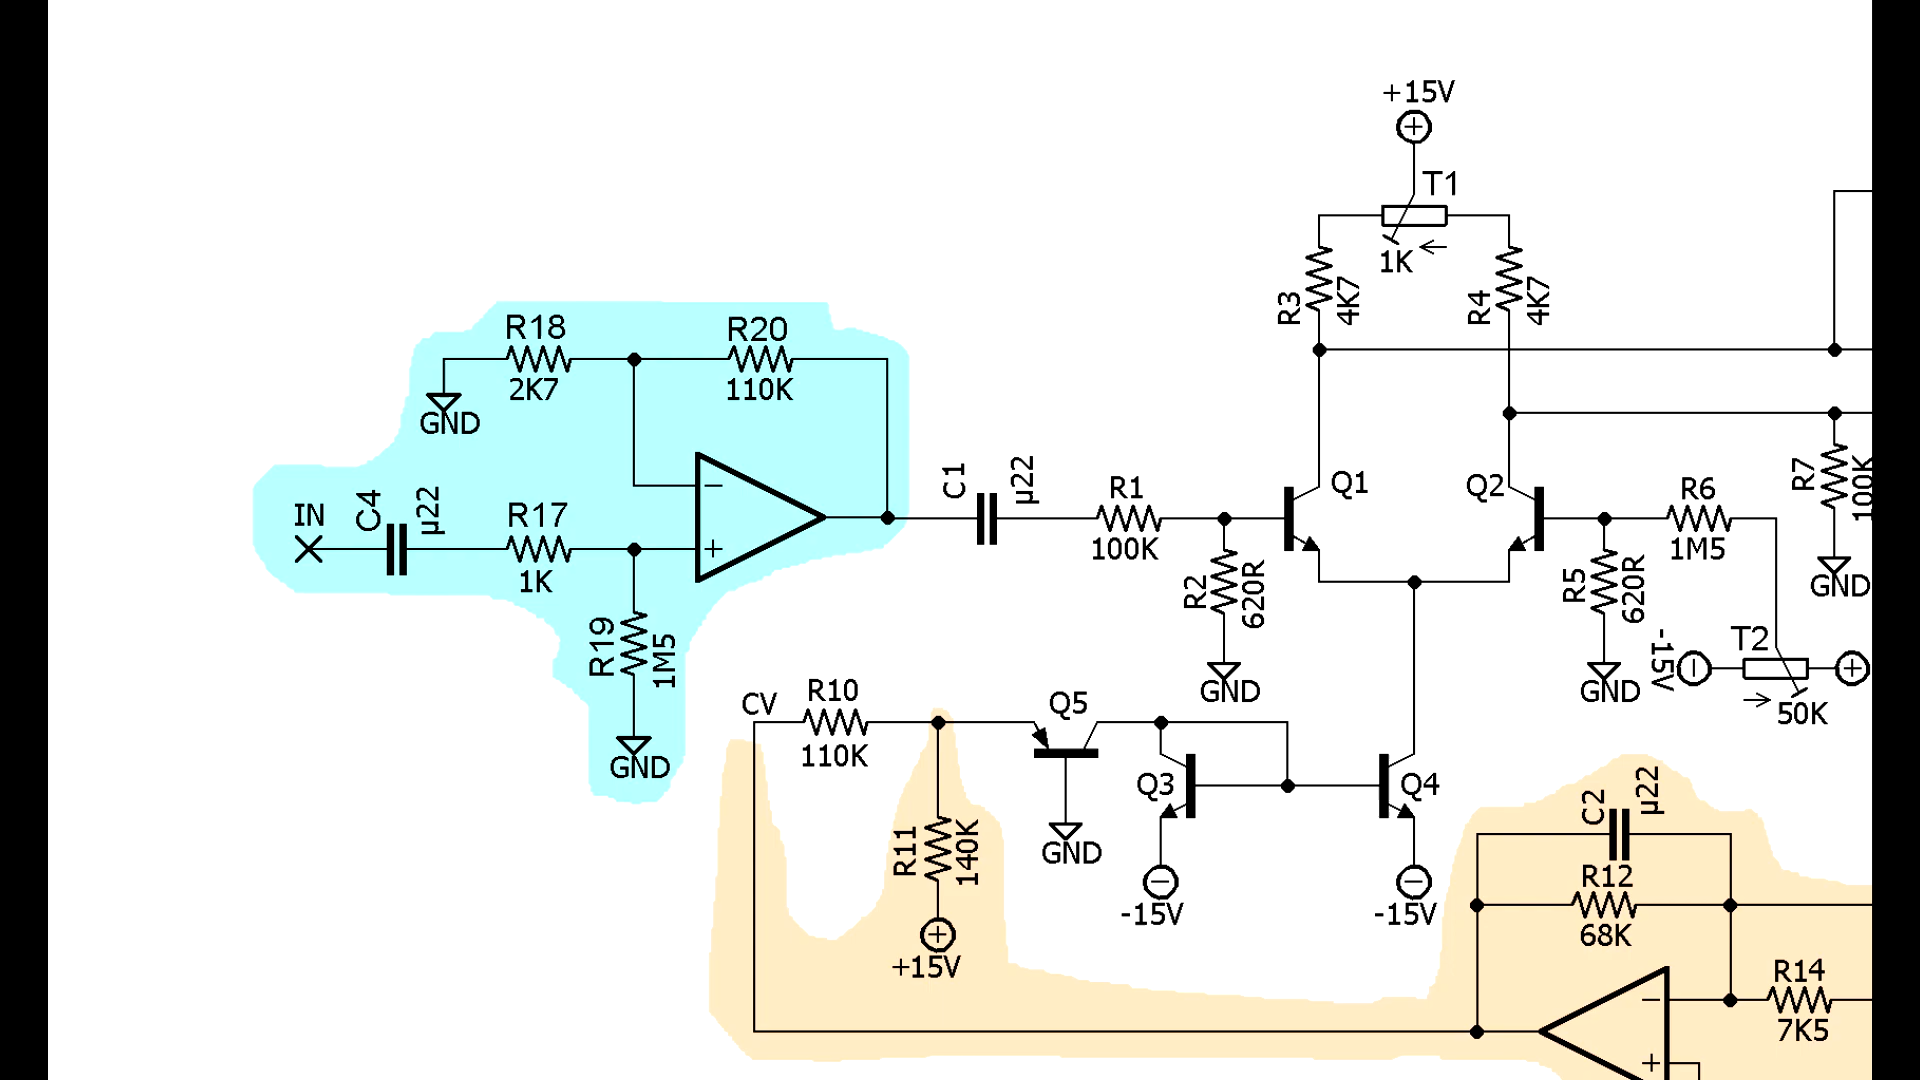 +15V
T1
1K
R3
4K7
R4
4K7
R18
2K7
R20
110K
GND
IN
C4
µ22
R17
1K
R19
1M5
GND
C1
µ22
R1
100K
R2
620R
GND
Q1
Q2
R6
1M5
R5
620R
GND
R7
100K
GND
-15V
T2
50K
CV
R10
110K
Q5
GND
R11
140K
+15V
Q3
-15V
Q4
-15V
C2
µ22
R12
68K
R14
7K5